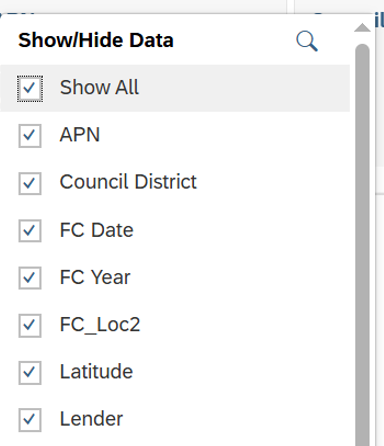 Show/Hide Data
Show All
APN
Council District
FC Date
FC Year
FC_Loc2
Latitude
Lender